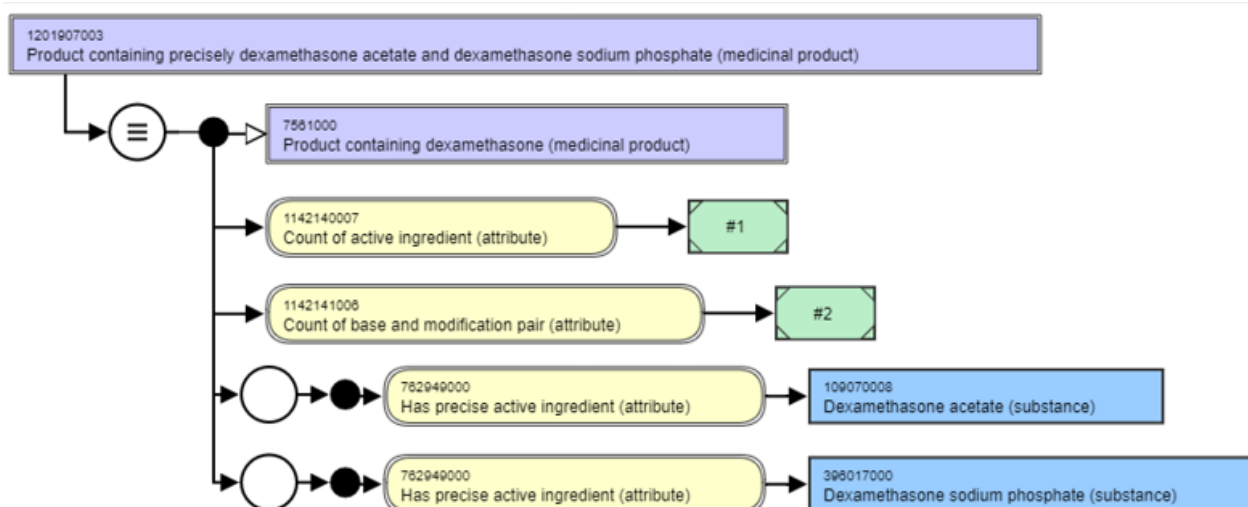 1201907003
Product containing precisely dexamethasone acetate and dexamethasone sodium phosphate (medicinal product)
7561000
Product containing dexamethasone (medicinal product)
1142140007
Count of active ingredient (attribute)
#1
1142141006
Count of base and modification pair (attribute)
#2
762949000
Has precise active ingredient (attribute)
109070008
Dexamethasone acetate (substance)
762949000
Has precise active ingredient (attribute)
396017000
Dexamethasone sodium phosphate (substance)